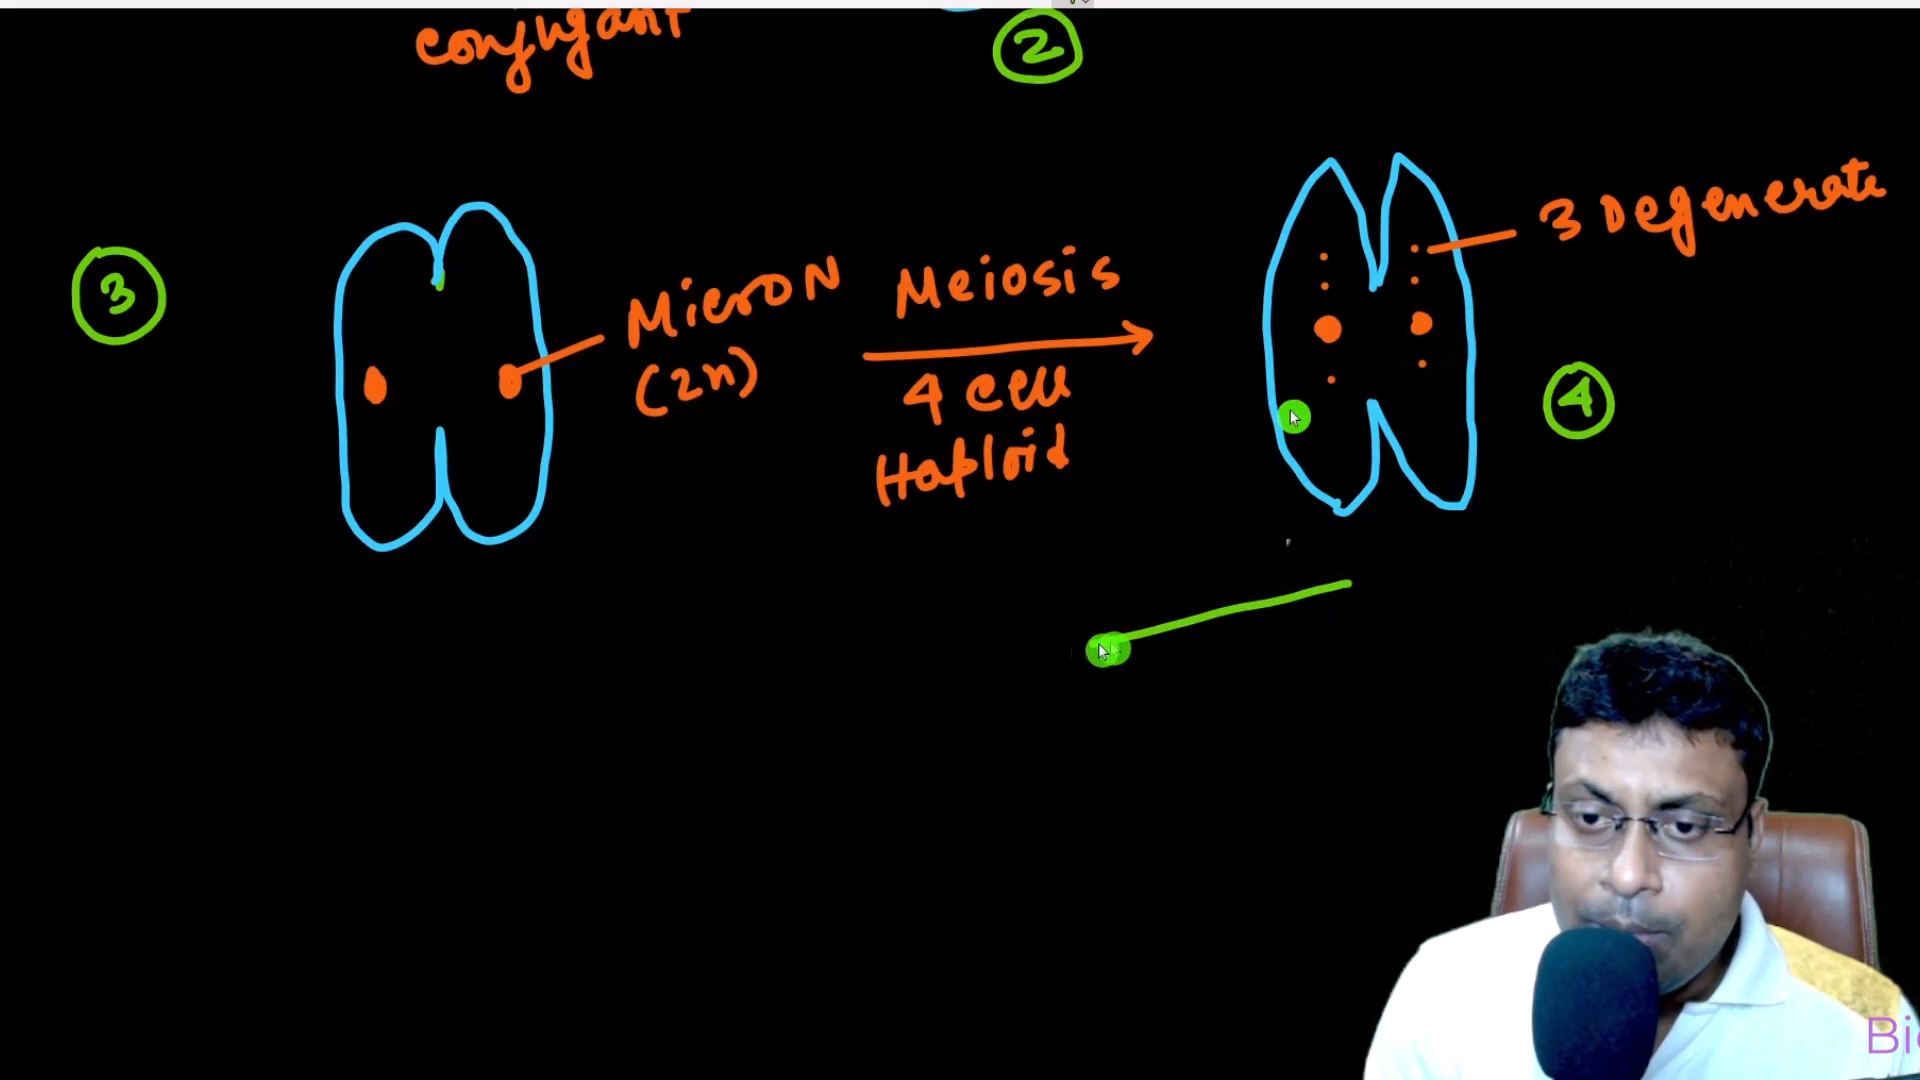 conjugant
2
3
MicroN
(2n)
Meiosis
4 cell
Haploid
3 Degenerate
4